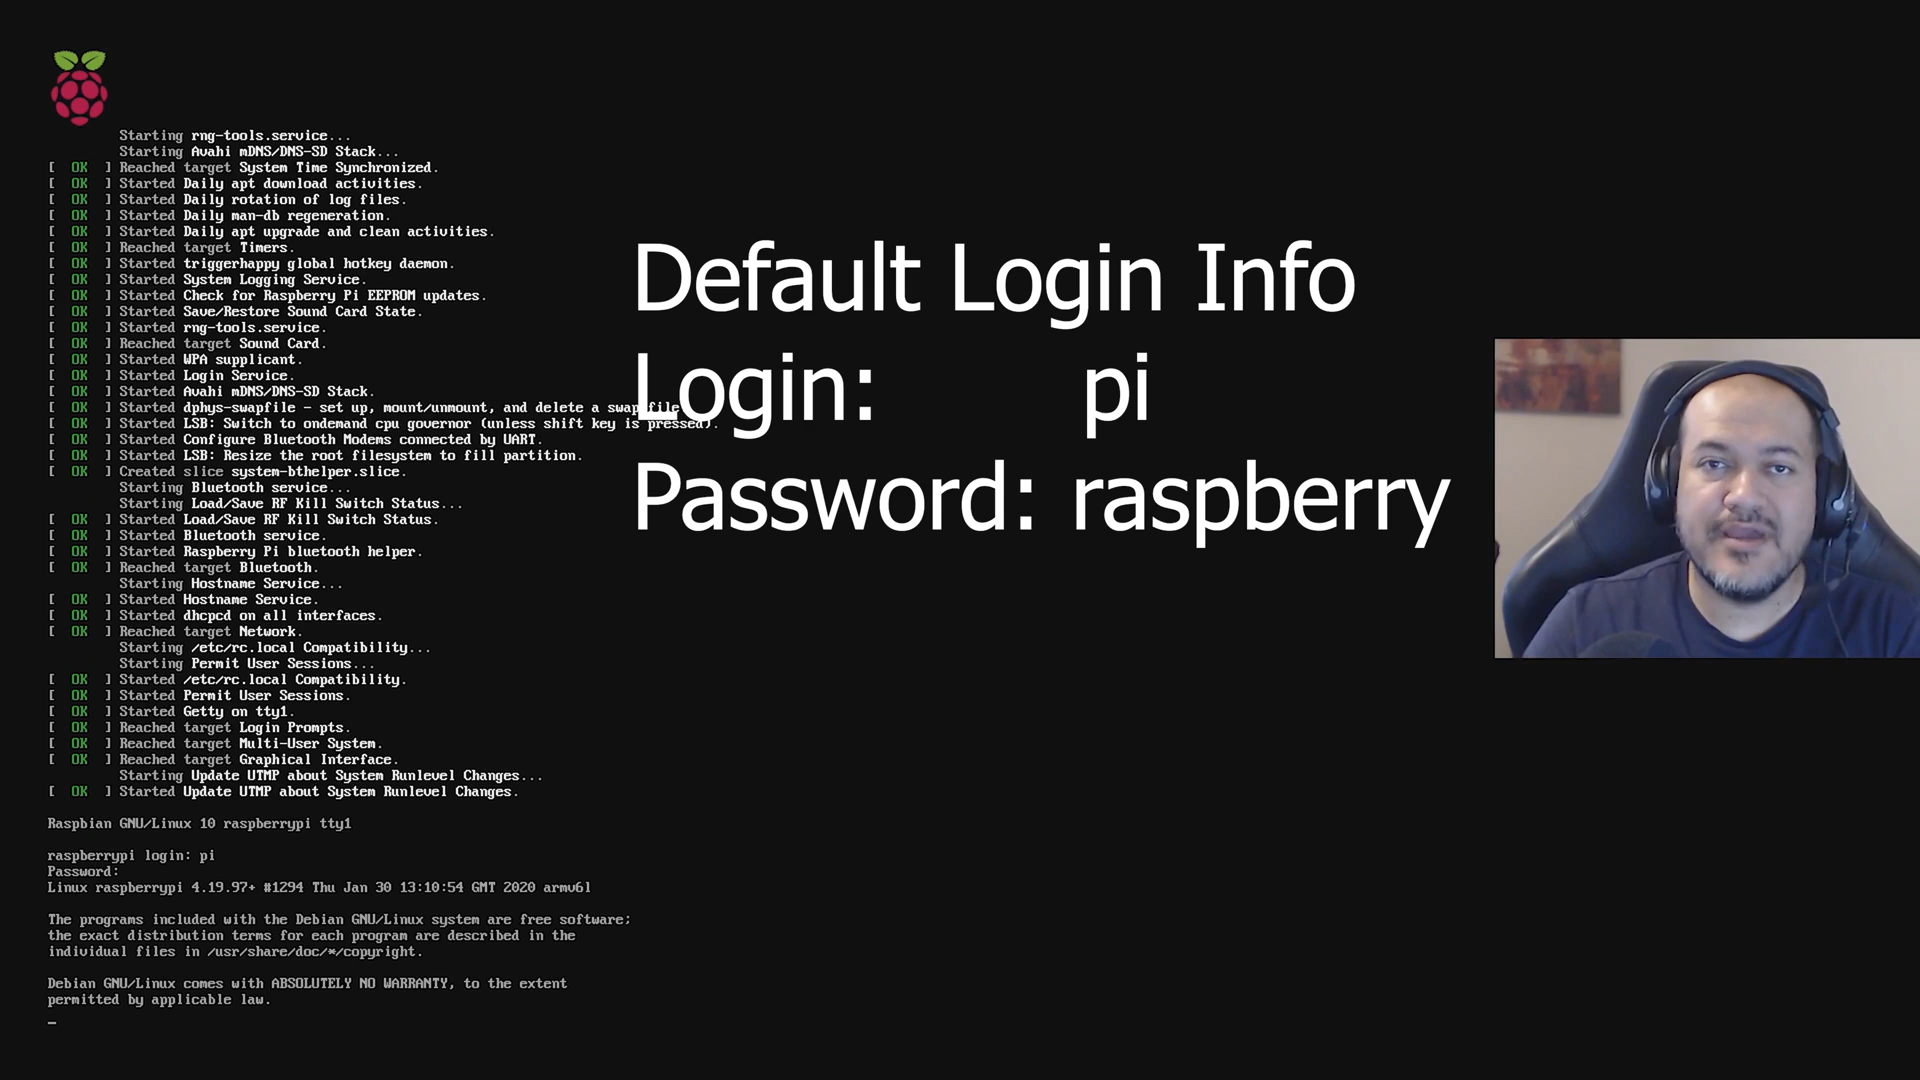 Starting rng-tools.service...
Starting Avahi mDNS/DNS-SD Stack...
[  OK  ] Reached target System Time Synchronized.
[  OK  ] Started Daily apt download activities.
[  OK  ] Started Daily rotation of log files.
[  OK  ] Started Daily man-db regeneration.
[  OK  ] Started Daily apt upgrade and clean activities.
[  OK  ] Reached target Timers.
[  OK  ] Started triggerhappy global hotkey daemon.
[  OK  ] Started System Logging Service.
[  OK  ] Started Check for Raspberry Pi EEPROM updates.
[  OK  ] Started Save/Restore Sound Card State.
[  OK  ] Started rng-tools.service.
[  OK  ] Reached target Sound Card.
[  OK  ] Started WPA supplicant.
[  OK  ] Started Login Service.
[  OK  ] Started Avahi mDNS/DNS-SD Stack.
[  OK  ] Started dphys-swapfile - set up, mount/unmount, and delete a swap file
[  OK  ] Started LSB: Switch to ondemand cpu governor (unless shift key is pressed).
[  OK  ] Started Configure Bluetooth Modems connected by UART.
[  OK  ] Started LSB: Resize the root filesystem to fill partition.
[  OK  ] Created slice system-bthelper.slice.
Starting Bluetooth service...
Starting Load/Save RF Kill Switch Status...
[  OK  ] Started Load/Save RF Kill Switch Status.
[  OK  ] Started Bluetooth service.
[  OK  ] Started Raspberry Pi bluetooth helper.
[  OK  ] Reached target Bluetooth.
Starting Hostname Service...
[  OK  ] Started Hostname Service.
[  OK  ] Started dhcpcd on all interfaces.
[  OK  ] Reached target Network.
Starting /etc/rc.local Compatibility...
Starting Permit User Sessions...
[  OK  ] Started /etc/rc.local Compatibility.
[  OK  ] Started Permit User Sessions.
[  OK  ] Started Getty on tty1.
[  OK  ] Reached target Login Prompts.
[  OK  ] Reached target Multi-User System.
[  OK  ] Reached target Graphical Interface.
Starting Update UTMP about System Runlevel Changes...
[  OK  ] Started Update UTMP about System Runlevel Changes.
Raspbian GNU/Linux 10 raspberrypi tty1
raspberrypi login: pi
Password:
Linux raspberrypi 4.19.97+ #1294 Thu Jan 30 13:10:54 GMT 2020 armv6l
The programs included with the Debian GNU/Linux system are free software;
the exact distribution terms for each program are described in the
individual files in /usr/share/doc/*/copyright.
Debian GNU/Linux comes with ABSOLUTELY NO WARRANTY, to the extent
permitted by applicable law.
_
Default Login Info
Login: pi
Password: raspberry